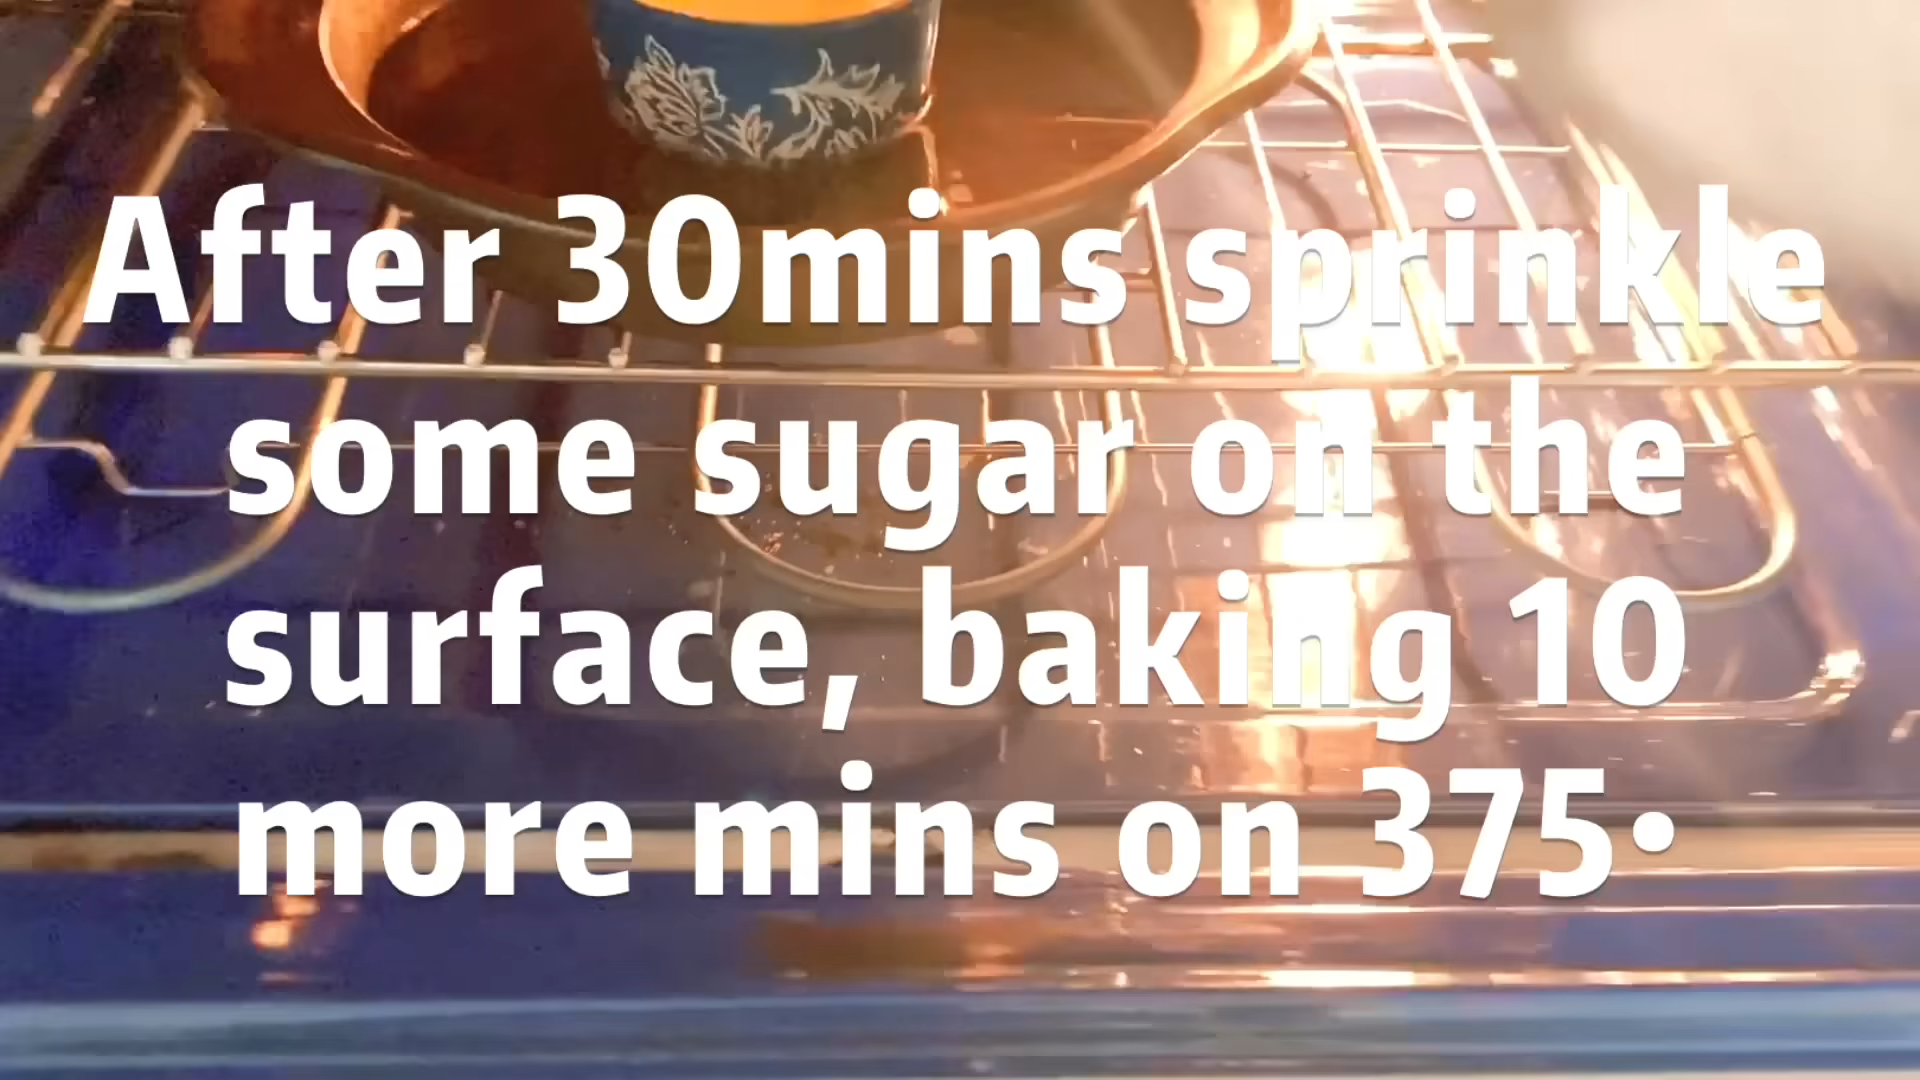 After 30mins sprinkle
some sugar on the
surface, baking 10
more mins on 375•